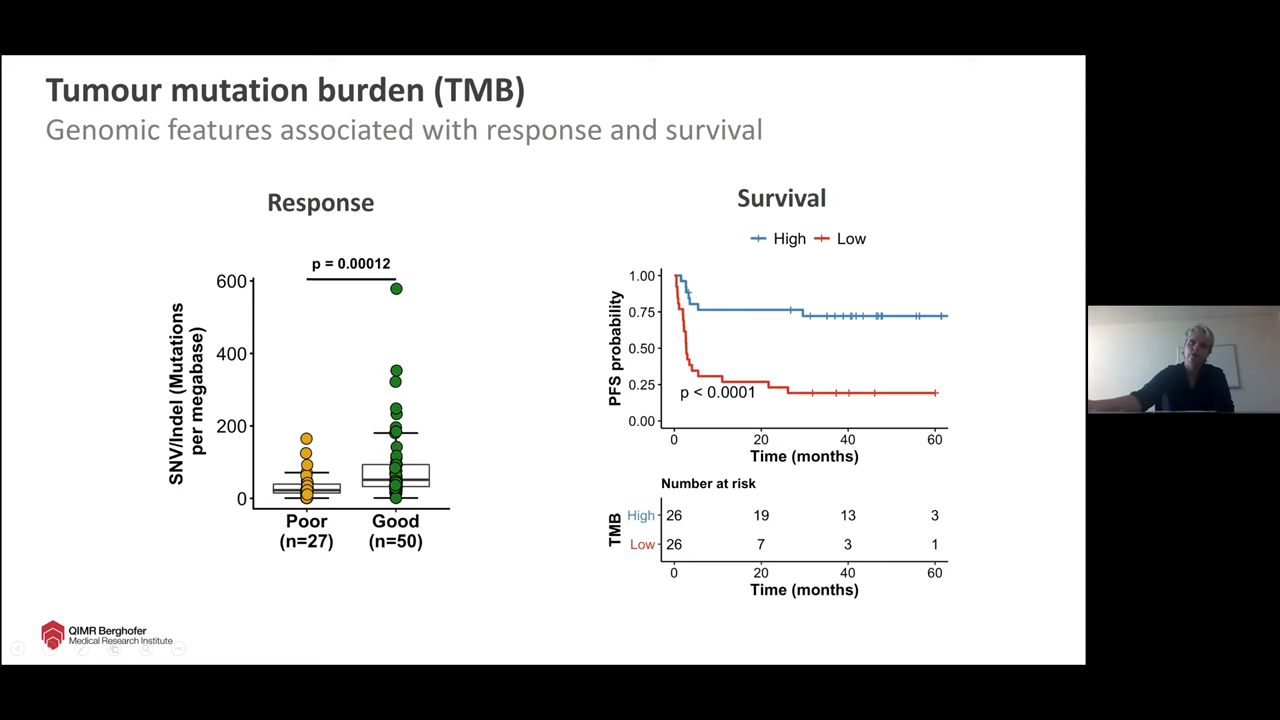 Tumour mutation burden (TMB)
Genomic features associated with response and survival
Response
p = 0.00012
SNV/Indel (Mutations
per megabase)
600
400
200
0
Poor
(n=27)
Good
(n=50)
Survival
High
Low
PFS probability
1.00
0.75
0.50
0.25
0.00
p < 0.0001
0 20 40 60
Time (months)
Number at risk
TMB
High 26 19 13 3
Low 26 7 3 1
0 20 40 60
Time (months)
QIMR Berghofer
Medical Research Institute